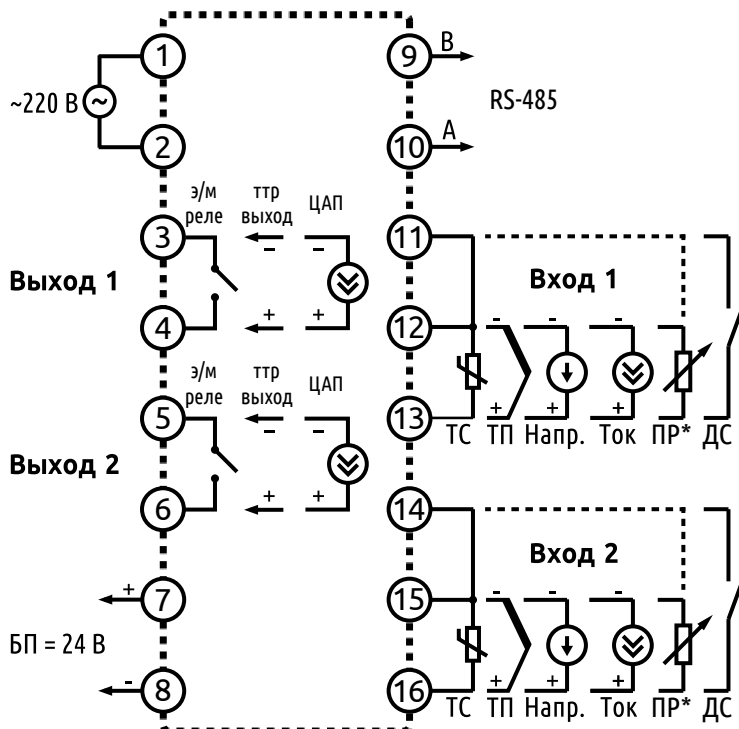 1
9
B
~220 В
~
RS-485
2
10
A
э/м
реле
ттр
выход
ЦАП
3
-
-
11
Выход 1
Вход 1
4
+
+
12
-
-
-
э/м
реле
ттр
выход
ЦАП
5
-
-
13
+
+
+
ТС ТП Напр. Ток ПР* ДС
Выход 2
6
+
+
14
Вход 2
7
+
15
-
-
-
БП = 24 В
8
-
16
+
+
+
ТС ТП Напр. Ток ПР* ДС